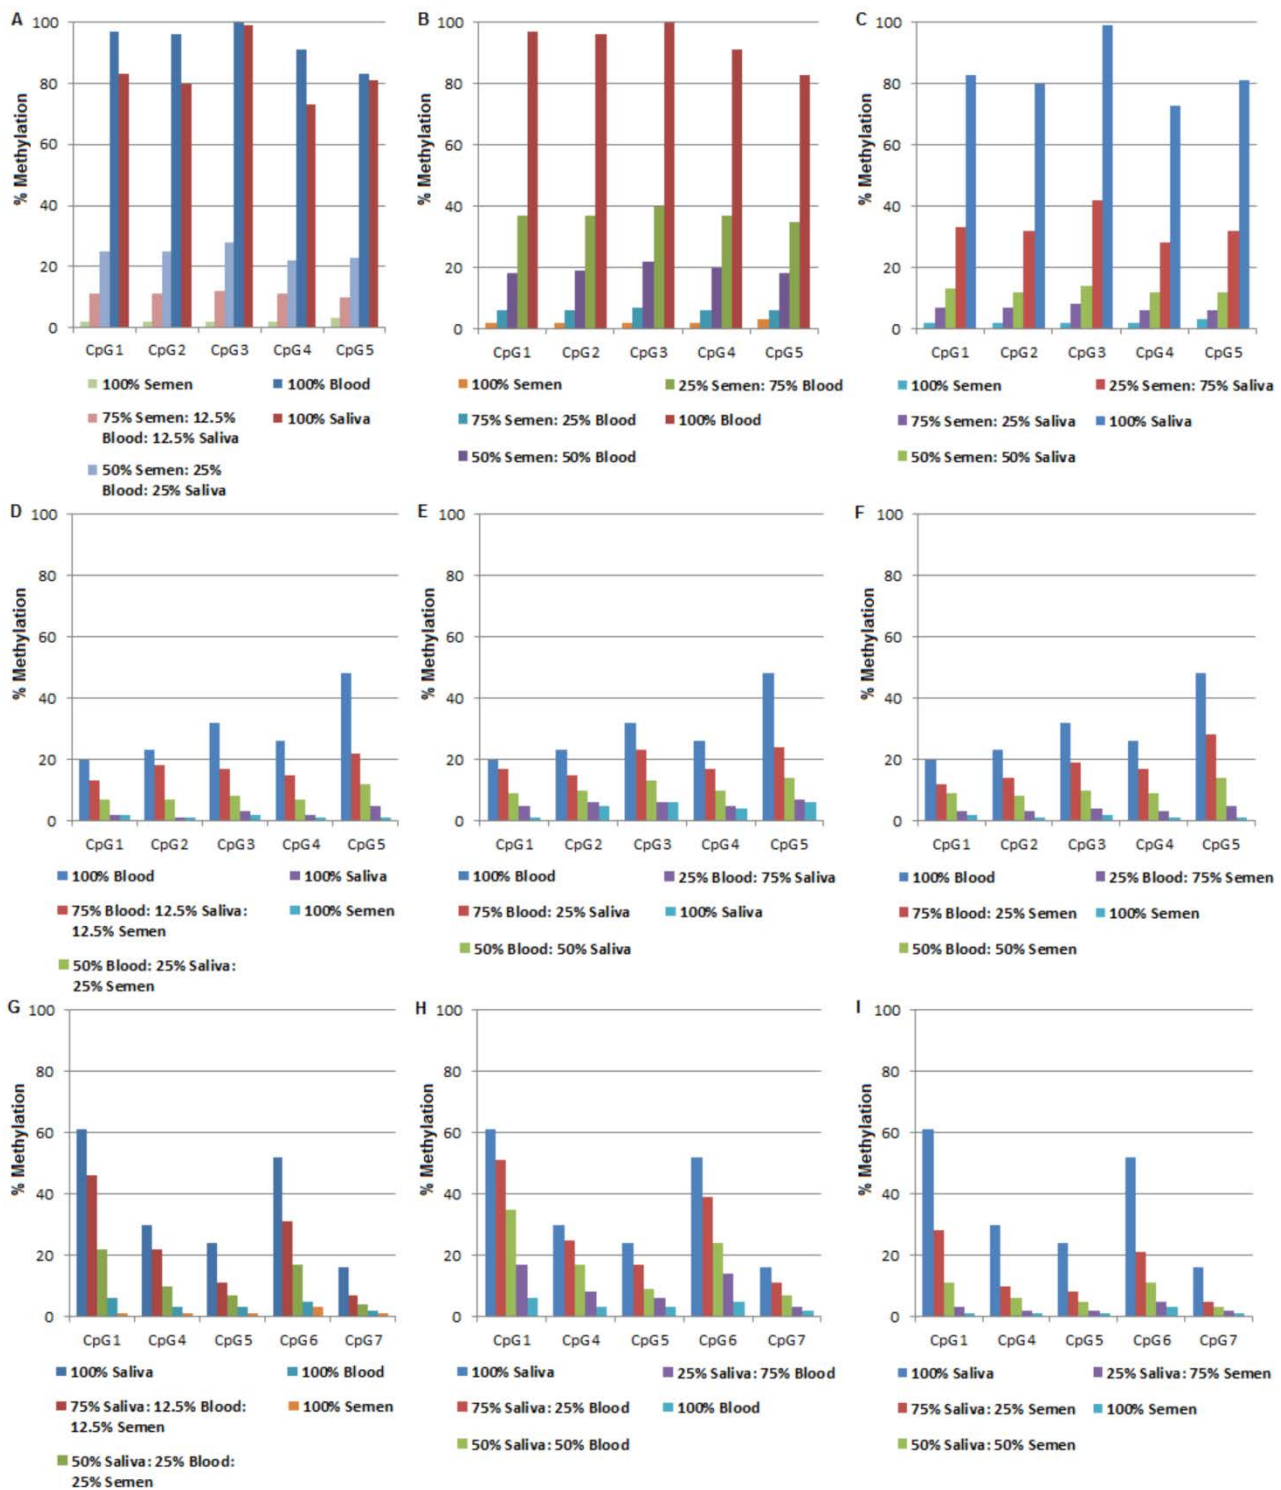 A
100
80
60
40
20
0
% Methylation
CpG1 CpG2 CpG3 CpG4 CpG5
100% Semen
100% Blood
75% Semen: 12.5%
Blood: 12.5% Saliva
100% Saliva
50% Semen: 25%
Blood: 25% Saliva
B
100
80
60
40
20
0
% Methylation
CpG1 CpG2 CpG3 CpG4 CpG5
100% Semen
25% Semen: 75% Blood
75% Semen: 25% Blood
100% Blood
50% Semen: 50% Blood
C
100
80
60
40
20
0
% Methylation
CpG1 CpG2 CpG3 CpG4 CpG5
100% Semen
25% Semen: 75% Saliva
75% Semen: 25% Saliva
100% Saliva
50% Semen: 50% Saliva
D
100
80
60
40
20
0
% Methylation
CpG1 CpG2 CpG3 CpG4 CpG5
100% Blood
100% Saliva
75% Blood: 12.5% Saliva:
12.5% Semen
100% Semen
50% Blood: 25% Saliva:
25% Semen
E
100
80
60
40
20
0
% Methylation
CpG1 CpG2 CpG3 CpG4 CpG5
100% Blood
25% Blood: 75% Saliva
75% Blood: 25% Saliva
100% Saliva
50% Blood: 50% Saliva
F
100
80
60
40
20
0
% Methylation
CpG1 CpG2 CpG3 CpG4 CpG5
100% Blood
25% Blood: 75% Semen
75% Blood: 25% Semen
100% Semen
50% Blood: 50% Semen
G
100
80
60
40
20
0
% Methylation
CpG1 CpG4 CpG5 CpG6 CpG7
100% Saliva
100% Blood
75% Saliva: 12.5% Blood:
12.5% Semen
100% Semen
50% Saliva: 25% Blood:
25% Semen
H
100
80
60
40
20
0
% Methylation
CpG1 CpG4 CpG5 CpG6 CpG7
100% Saliva
25% Saliva: 75% Blood
75% Saliva: 25% Blood
100% Blood
50% Saliva: 50% Blood
I
100
80
60
40
20
0
% Methylation
CpG1 CpG4 CpG5 CpG6 CpG7
100% Saliva
25% Saliva: 75% Semen
75% Saliva: 25% Semen
100% Semen
50% Saliva: 50% Semen